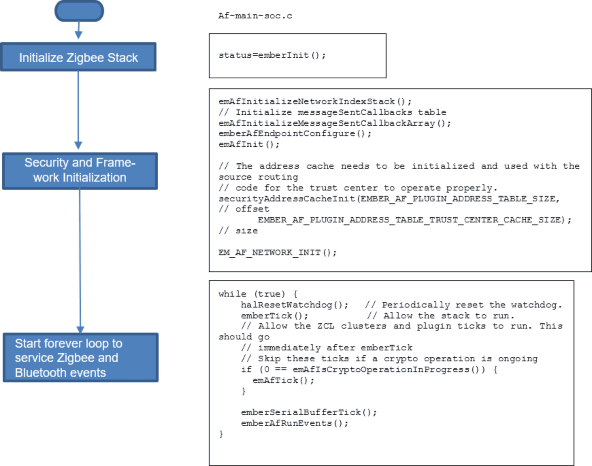 Af-main-soc.c
Initialize Zigbee Stack
status=emberInit();
emAfInitializeNetworkIndexStack();
// Initialize messageSentCallbacks table
emAfInitializeMessageSentCallbackArray();
emberAfEndpointConfigure();
emAfInit();
Security and Frame-
work Initialization
// The address cache needs to be initialized and used with the
source routing
// code for the trust center to operate properly.
securityAddressCacheInit(EMBER_AF_PLUGIN_ADDRESS_TABLE_SIZE,
// offset
EMBER_AF_PLUGIN_ADDRESS_TABLE_TRUST_CENTER_CACHE_SIZE);
// size
EM_AF_NETWORK_INIT();
Start forever loop to
service Zigbee and
Bluetooth events
while (true) {
halResetWatchdog();   // Periodically reset the watchdog.
emberTick();          // Allow the stack to run.
// Allow the ZCL clusters and plugin ticks to run. This
should go
// immediately after emberTick
// Skip these ticks if a crypto operation is ongoing
if (0 == emAfIsCryptoOperationInProgress()) {
emAfTick();
}
emberSerialBufferTick();
emberAfRunEvents();
}